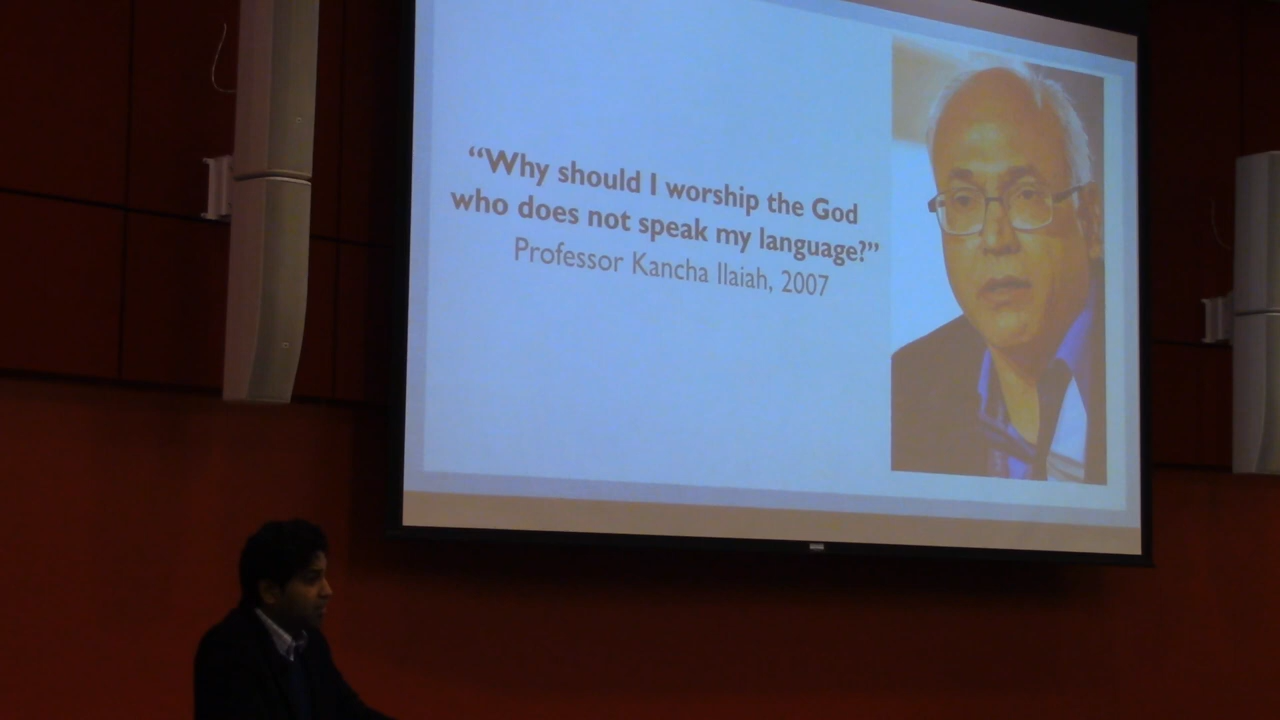 “Why should I worship the God
who does not speak my language?”
Professor Kancha Ilaiah, 2007